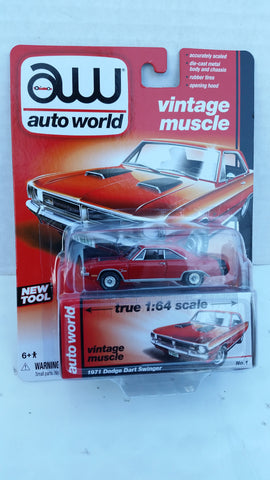 aw
auto world
accurately scaled
die-cast metal
body and chassis
rubber tires
opening hood
vintage
muscle
NEW
TOOL
true 1:64 scale
auto world
vintage
muscle
1971 Dodge Dart Swinger
No. 1
6+
WARNING